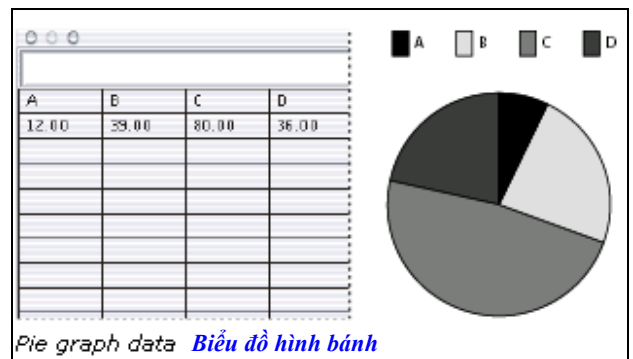 A B C D
A B C D
12.00 39.00 80.00 36.00
Pie graph data Biểu đồ hình bánh